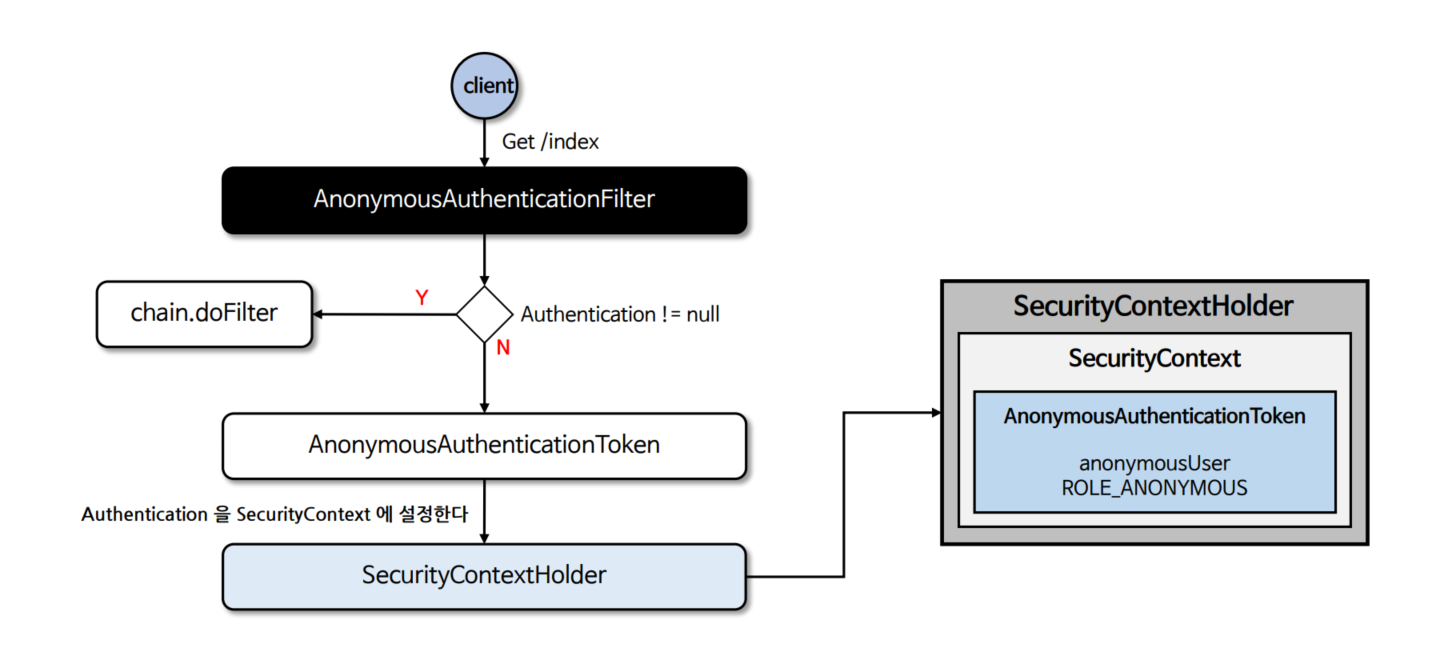 client
Get /index
AnonymousAuthenticationFilter
Y
chain.doFilter
Authentication != null
N
AnonymousAuthenticationToken
Authentication 을 SecurityContext 에 설정한다
SecurityContextHolder
SecurityContextHolder
SecurityContext
AnonymousAuthenticationToken
anonymousUser
ROLE_ANONYMOUS